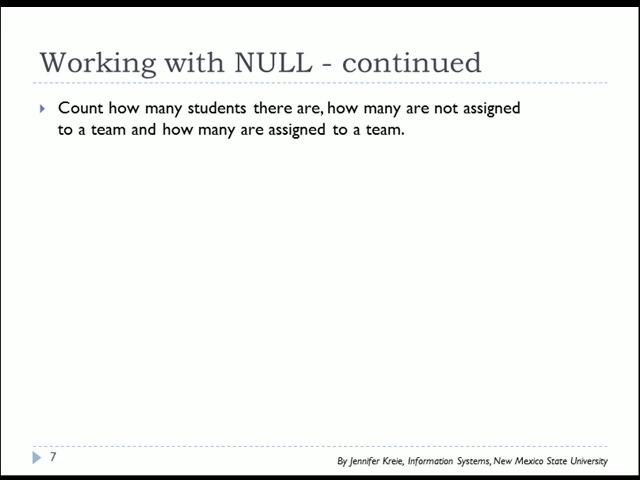 Working with NULL - continued
Count how many students there are, how many are not assigned
to a team and how many are assigned to a team.
7
By Jennifer Kreie, Information Systems, New Mexico State University